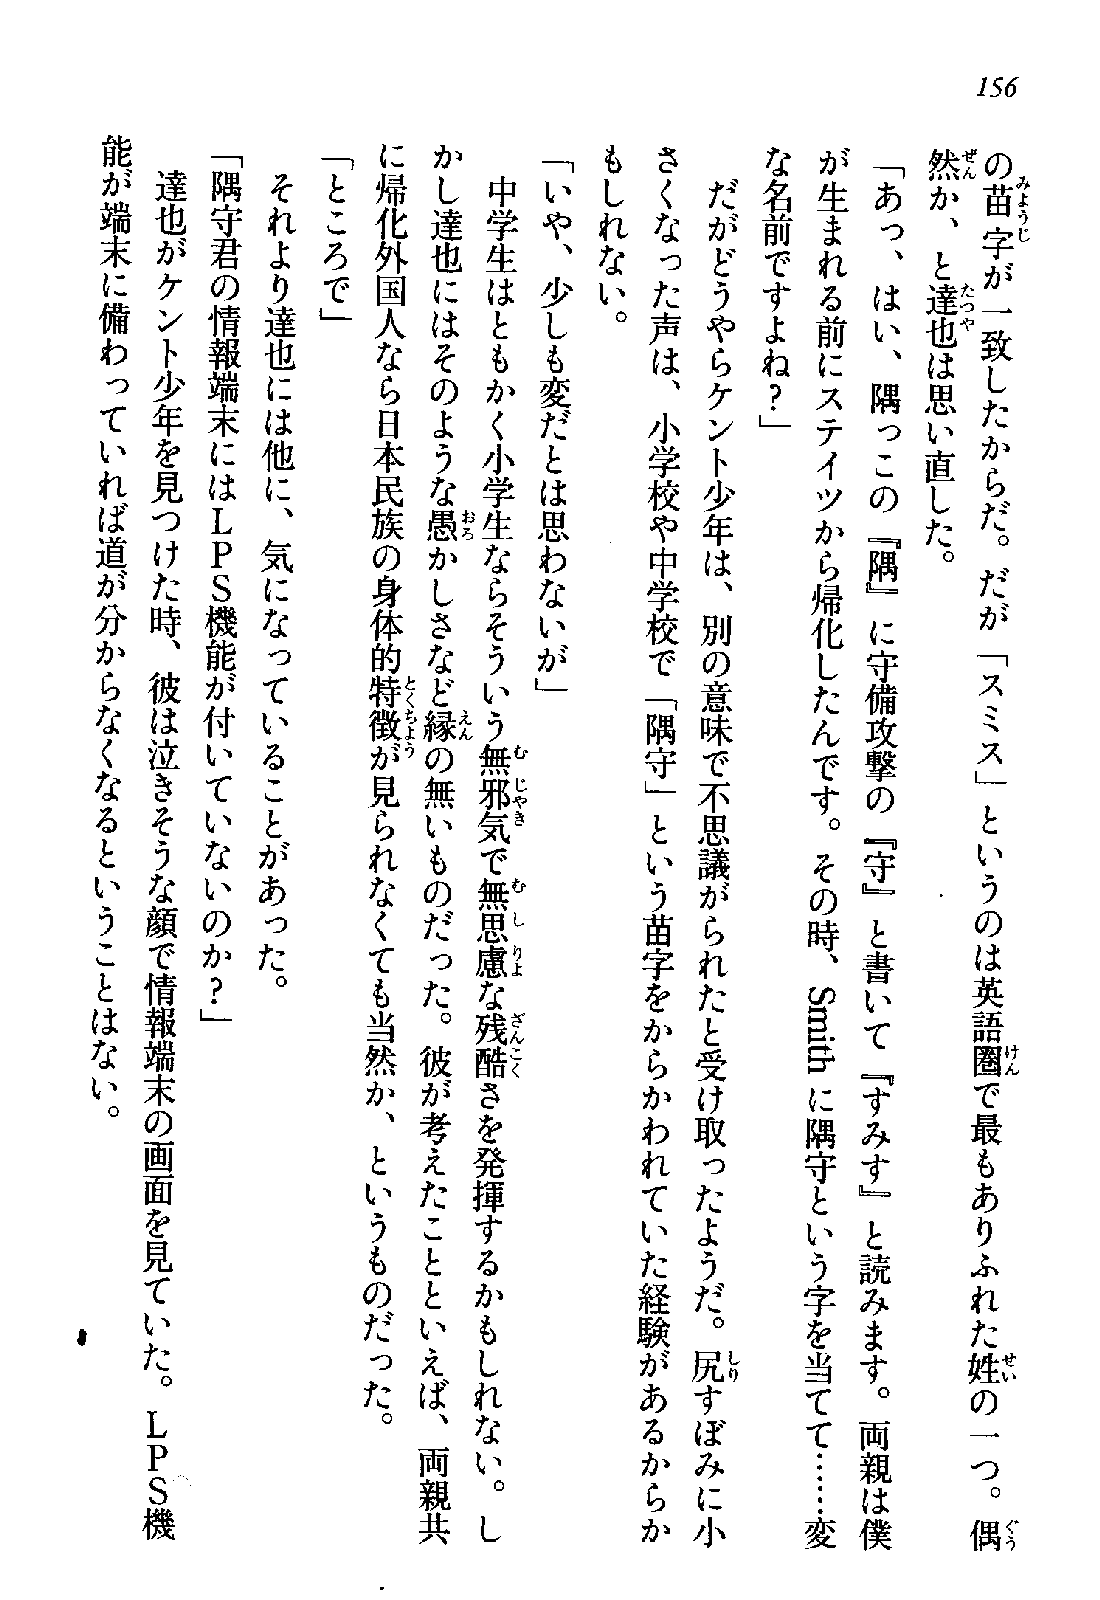 156
の苗字が一致したからだ。だが「スミス」というのは英語圏で最もありふれた姓の一つ。偶
然か、と達也は思い直した。
「あっ、はい、隅っこの『隅』に守備攻撃の『守』と書いて『すみす』と読みます。両親は僕
が生まれる前にステイツから帰化したんです。その時、Smithに隅守という字を当てて……変
な名前ですよね？」
だがどうやらケント少年は、別の意味で不思議がられたと受け取ったようだ。尻すぼみに小
さくなった声は、小学校や中学校で「隅守」という苗字をからかわれていた経験があるからか
もしれない。
「いや、少しも変だとは思わないが」
中学生はともかく小学生ならそういう無邪気で無思慮な残酷さを発揮するかもしれない。し
かし達也にはそのような愚かしさなど縁の無いものだった。彼が考えたことといえば、両親共
に帰化外国人なら日本民族の身体的特徴が見られなくても当然か、というものだった。
「ところで」
それより達也には他に、気になっていることがあった。
「隅守君の情報端末にはＬＰＳ機能が付いていないのか？」
達也がケント少年を見つけた時、彼は泣きそうな顔で情報端末の画面を見ていた。ＬＰＳ機
能が端末に備わっていれば道が分からなくなるということはない。